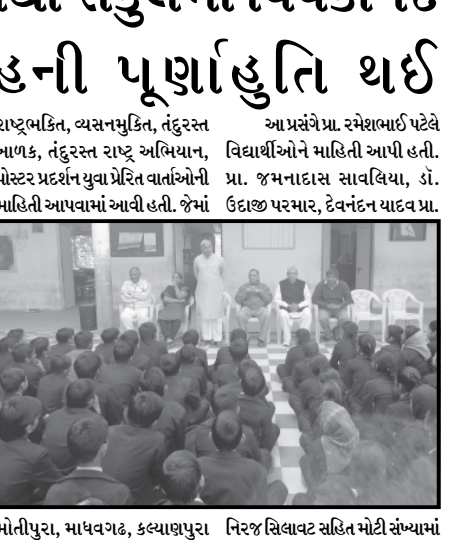 પૂર્ણાહુતિ થઈ
રાષ્ટ્રભકિત, વ્યસનમુકિત, તંદુરસ્ત
બાળક, તંદુરસ્ત રાષ્ટ્ર અભિયાન,
પોસ્ટર પ્રદર્શન યુવા પ્રેરિત વાર્તાઓની
માહિતી આપવામાં આવી હતી. જેમાં
મોતીપુરા, માધવગઢ, કલ્યાણપુરા
આ પ્રસંગે પ્રા. રમેશભાઈ પટેલે
વિદ્યાર્થીઓને માહિતી આપી હતી.
પ્રા. જમનાદાસ સાવલિયા, ડૉ.
ઉદાજી પરમાર, દેવનંદન યાદવ પ્રા.
નિરજ સિલાવટ સહિત મોટી સંખ્યામાં